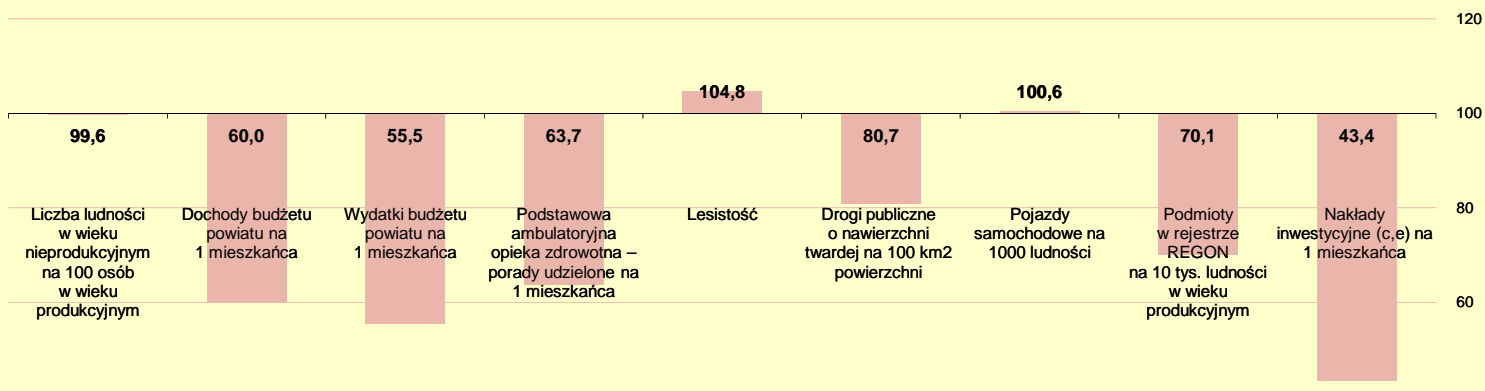 120
104,8
100,6
100
99,6
60,0
55,5
63,7
80,7
70,1
43,4
80
Liczba ludności
w wieku
nieprodukcyjnym
na 100 osób
w wieku
produkcyjnym
Dochody budżetu
powiatu na
1 mieszkańca
Wydatki budżetu
powiatu na
1 mieszkańca
Podstawowa
ambulatoryjna
opieka zdrowotna –
porady udzielone na
1 mieszkańca
Lesistość
Drogi publiczne
o nawierzchni
twardej na 100 km2
powierzchni
Pojazdy
samochodowe na
1000 ludności
Podmioty
w rejestrze
REGON
na 10 tys. ludności
w wieku
produkcyjnym
Nakłady
inwestycyjne (c,e) na
1 mieszkańca
60